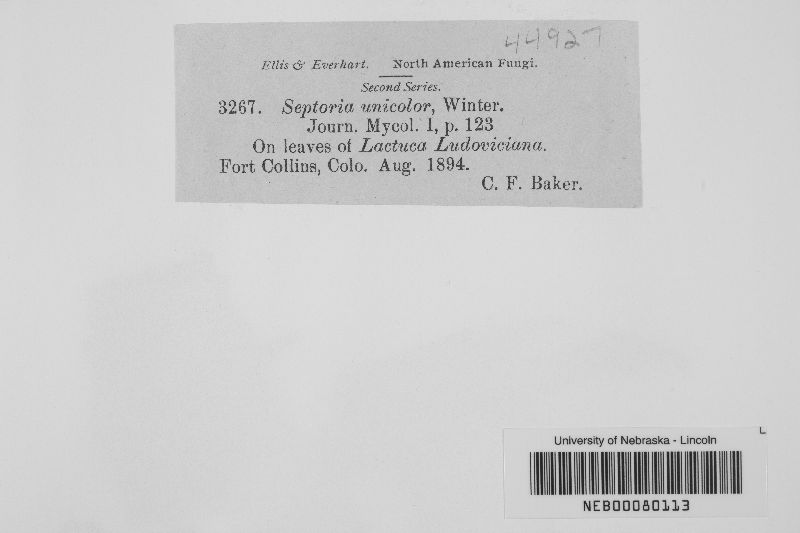 44927
Ellis & Everhart. North American Fungi.
Second Series.
3267. Septoria unicolor, Winter.
Journ. Mycol. I, p. 123
On leaves of Lactuca Ludoviciana.
Fort Collins, Colo. Aug. 1894.
C. F. Baker.
L
University of Nebraska - Lincoln
NEB00080113